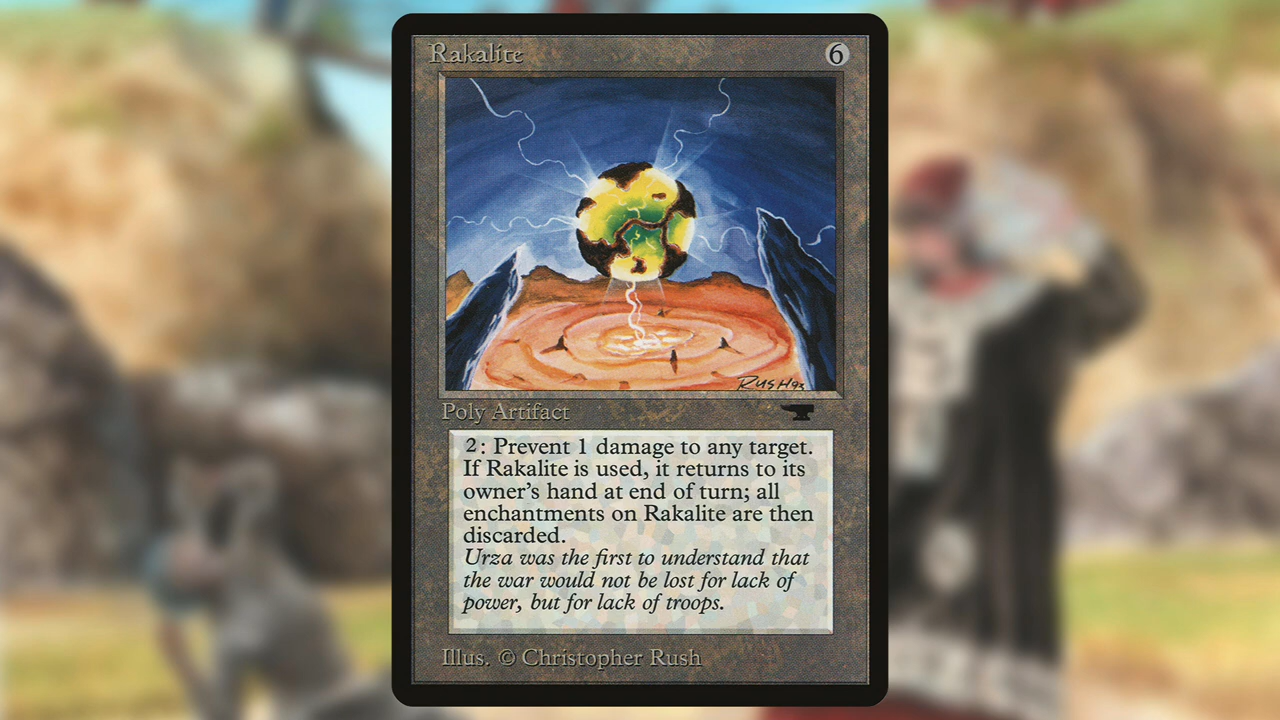 Rakalite 6
RUSH93
Poly Artifact
2: Prevent 1 damage to any target.
If Rakalite is used, it returns to its
owner's hand at end of turn; all
enchantments on Rakalite are then
discarded.
Urza was the first to understand that
the war would not be lost for lack of
power, but for lack of troops.
Illus. © Christopher Rush